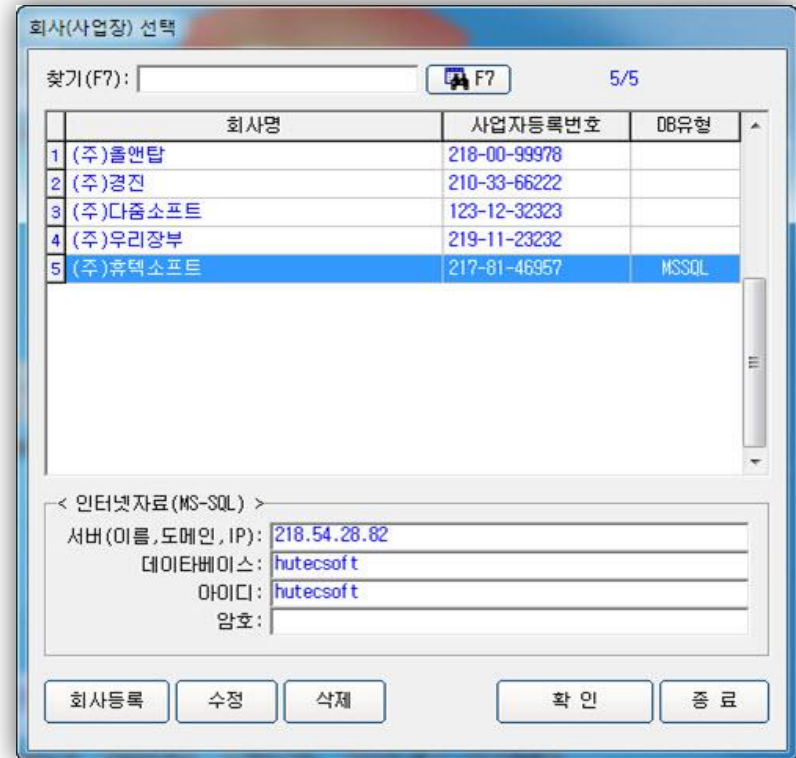 회사(사업장) 선택
찾기(F7): F7 5/5
회사명 사업자등록번호 DB유형
1 (주)올앤탑 218-00-99978
2 (주)경진 210-33-66222
3 (주)다줌소프트 123-12-32323
4 (주)우리장부 219-11-23232
5 (주)휴텍소프트 217-81-46957 MSSQL
< 인터넷자료(MS-SQL) >
서버(이름,도메인,IP): 218.54.28.82
데이타베이스: hutecsoft
아이디: hutecsoft
암호:
회사등록 수정 삭제 확 인 종 료